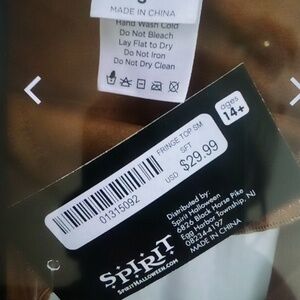 S
MADE IN CHINA
Hand Wash Cold
Do Not Bleach
Lay Flat to Dry
Do Not Iron
Do Not Dry Clean
ages
14+
FRINGE TOP SM
SFT
USD $29.99
01315092
Distributed by:
Spirit Halloween
6826 Black Horse Pike
Egg Harbor Township, NJ
08234-4197
MADE IN CHINA
SPIRIT
SPIRITHALLOWEEN.COM